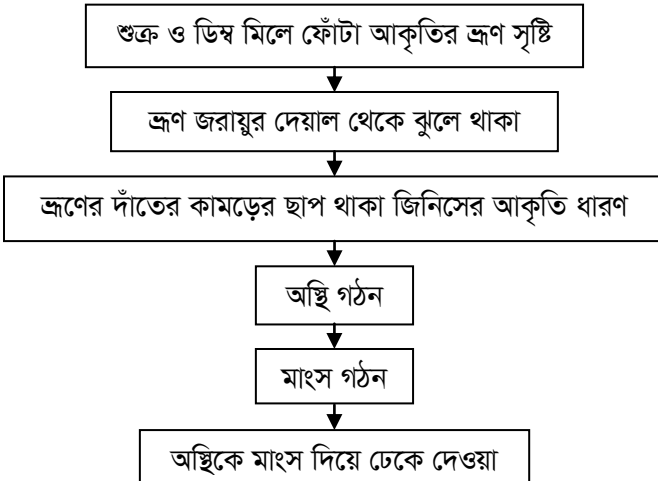 শুক্র ও ডিম্ব মিলে ফোঁটা আকৃতির ভ্রূণ সৃষ্টি
ভ্রূণ জরায়ুর দেয়াল থেকে ঝুলে থাকা
ভ্রূণের দাঁতের কামড়ের ছাপ থাকা জিনিসের আকৃতি ধারণ
অস্থি গঠন
মাংস গঠন
অস্থিকে মাংস দিয়ে ঢেকে দেওয়া